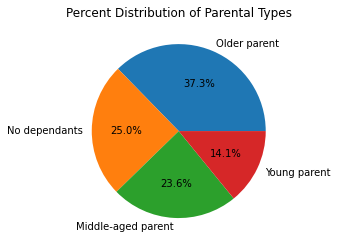 Percent Distribution of Parental Types
Older parent
37.3%
No dependants
25.0%
14.1%
Young parent
23.6%
Middle-aged parent